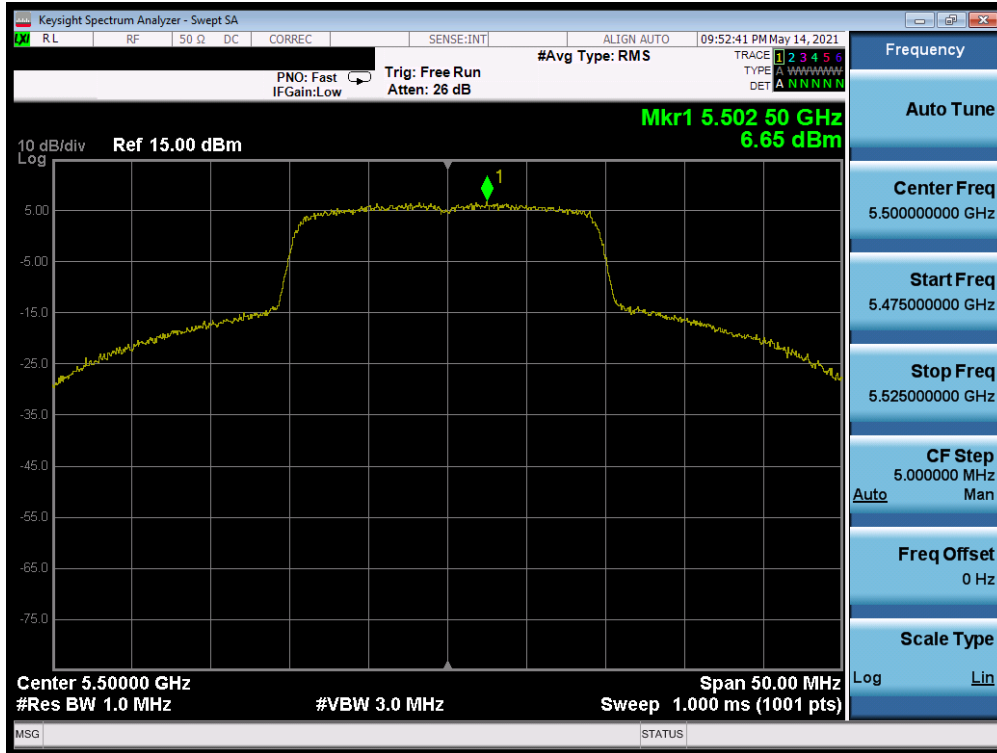 Keysight Spectrum Analyzer - Swept SA
LXI RL RF 50 Ω DC CORREC SENSE:INT ALIGN AUTO 09:52:41 PM May 14, 2021
PNO: Fast
IFGain:Low
Trig: Free Run
Atten: 26 dB
#Avg Type: RMS
TRACE 1 2 3 4 5 6
TYPE A WWWWW
DET A N N N N N
Mkr1 5.502 50 GHz
6.65 dBm
10 dB/div Ref 15.00 dBm
Log
1
5.00
-5.00
-15.0
-25.0
-35.0
-45.0
-55.0
-65.0
-75.0
Center 5.50000 GHz Span 50.00 MHz
#Res BW 1.0 MHz #VBW 3.0 MHz Sweep 1.000 ms (1001 pts)
MSG STATUS
Frequency
Auto Tune
Center Freq
5.500000000 GHz
Start Freq
5.475000000 GHz
Stop Freq
5.525000000 GHz
CF Step
5.000000 MHz
Auto Man
Freq Offset
0 Hz
Scale Type
Log Lin